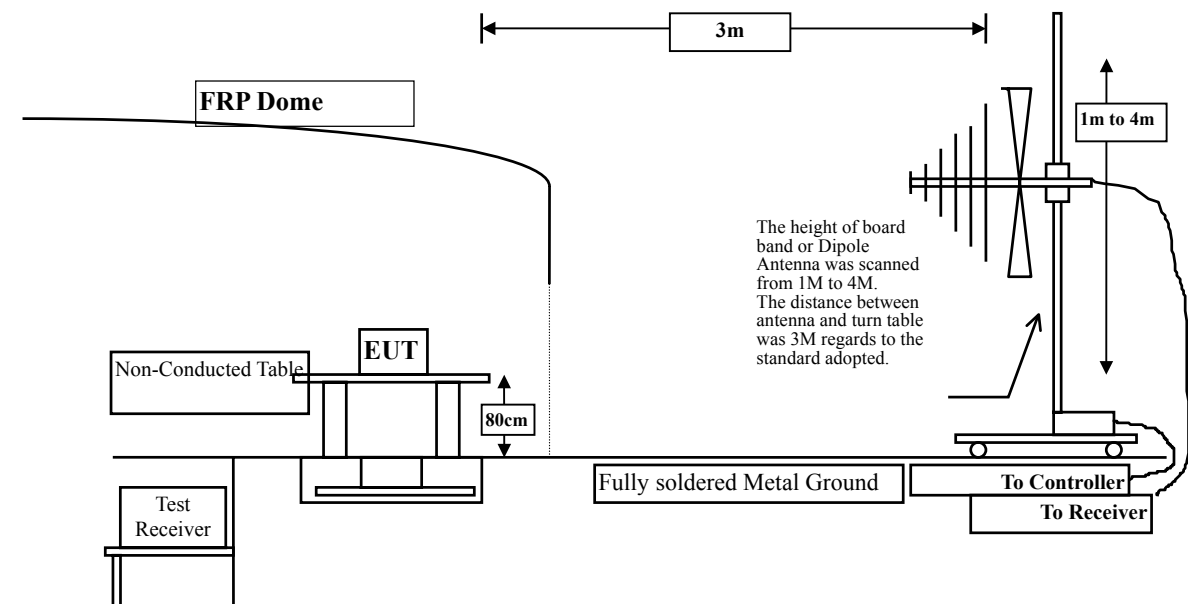 3m
FRP Dome
1m to 4m
The height of board
band or Dipole
Antenna was scanned
from 1M to 4M.
The distance between
antenna and turn table
was 3M regards to the
standard adopted.
EUT
Non-Conducted Table
80cm
Fully soldered Metal Ground
To Controller
To Receiver
Test
Receiver